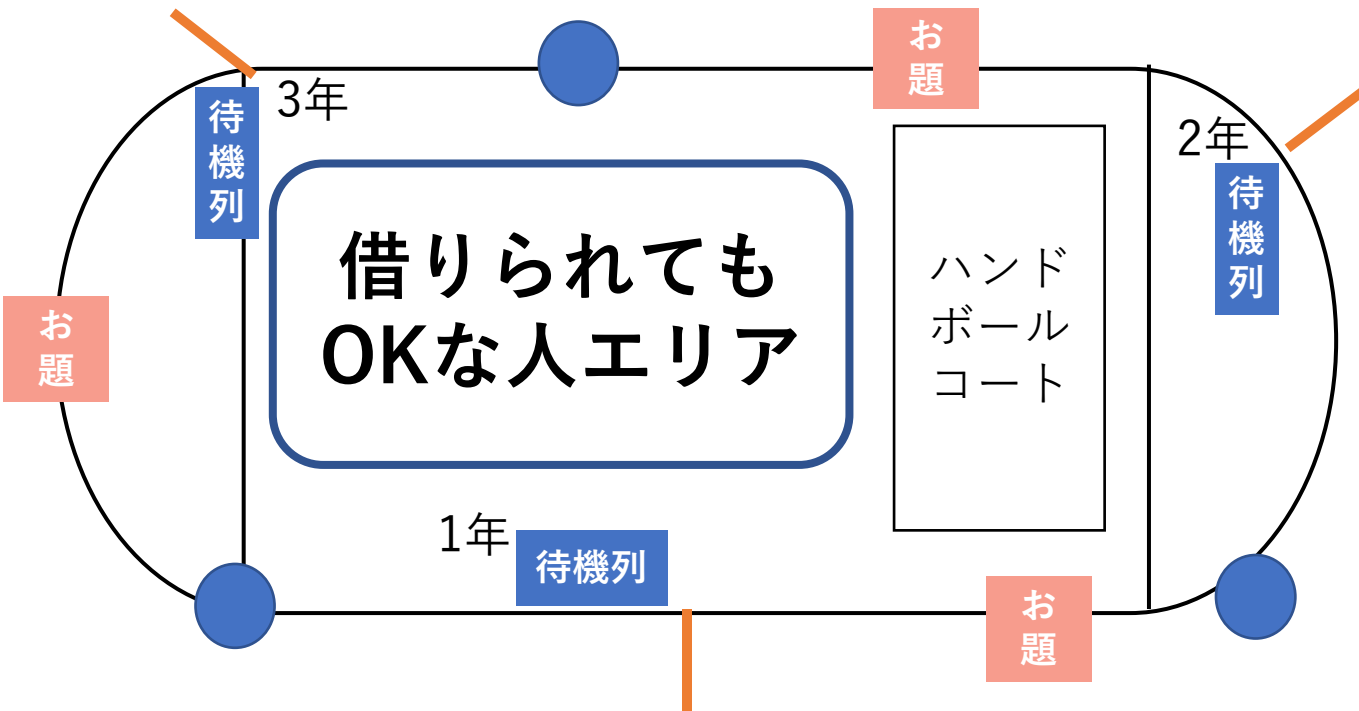 お
題
3年
待
機
列
2年
待
機
列
借りられても
OKな人エリア
ハンド
ボール
コート
お
題
1年
待機列
お
題